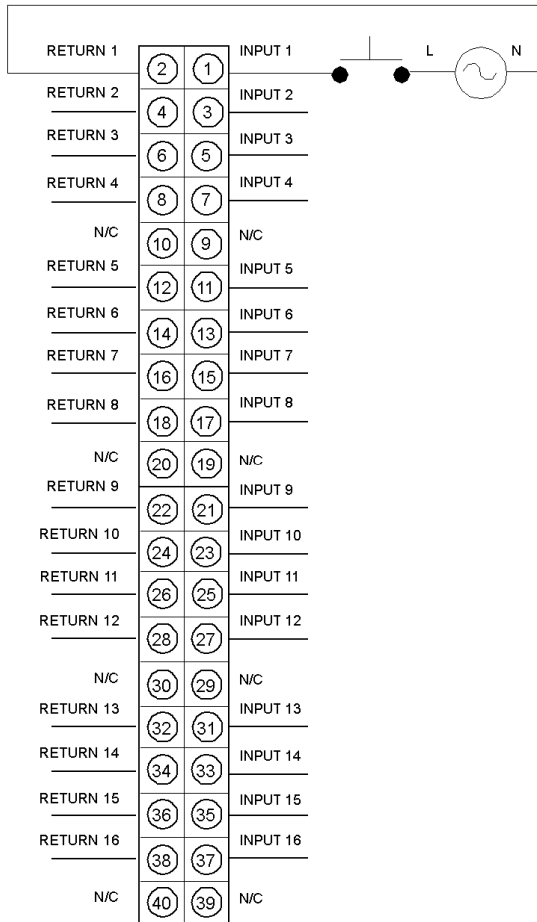 RETURN 1 2 1 INPUT 1 L N
RETURN 2 4 3 INPUT 2
RETURN 3 6 5 INPUT 3
RETURN 4 8 7 INPUT 4
N/C 10 9 N/C
RETURN 5 12 11 INPUT 5
RETURN 6 14 13 INPUT 6
RETURN 7 16 15 INPUT 7
RETURN 8 18 17 INPUT 8
N/C 20 19 N/C
RETURN 9 22 21 INPUT 9
RETURN 10 24 23 INPUT 10
RETURN 11 26 25 INPUT 11
RETURN 12 28 27 INPUT 12
N/C 30 29 N/C
RETURN 13 32 31 INPUT 13
RETURN 14 34 33 INPUT 14
RETURN 15 36 35 INPUT 15
RETURN 16 38 37 INPUT 16
N/C 40 39 N/C